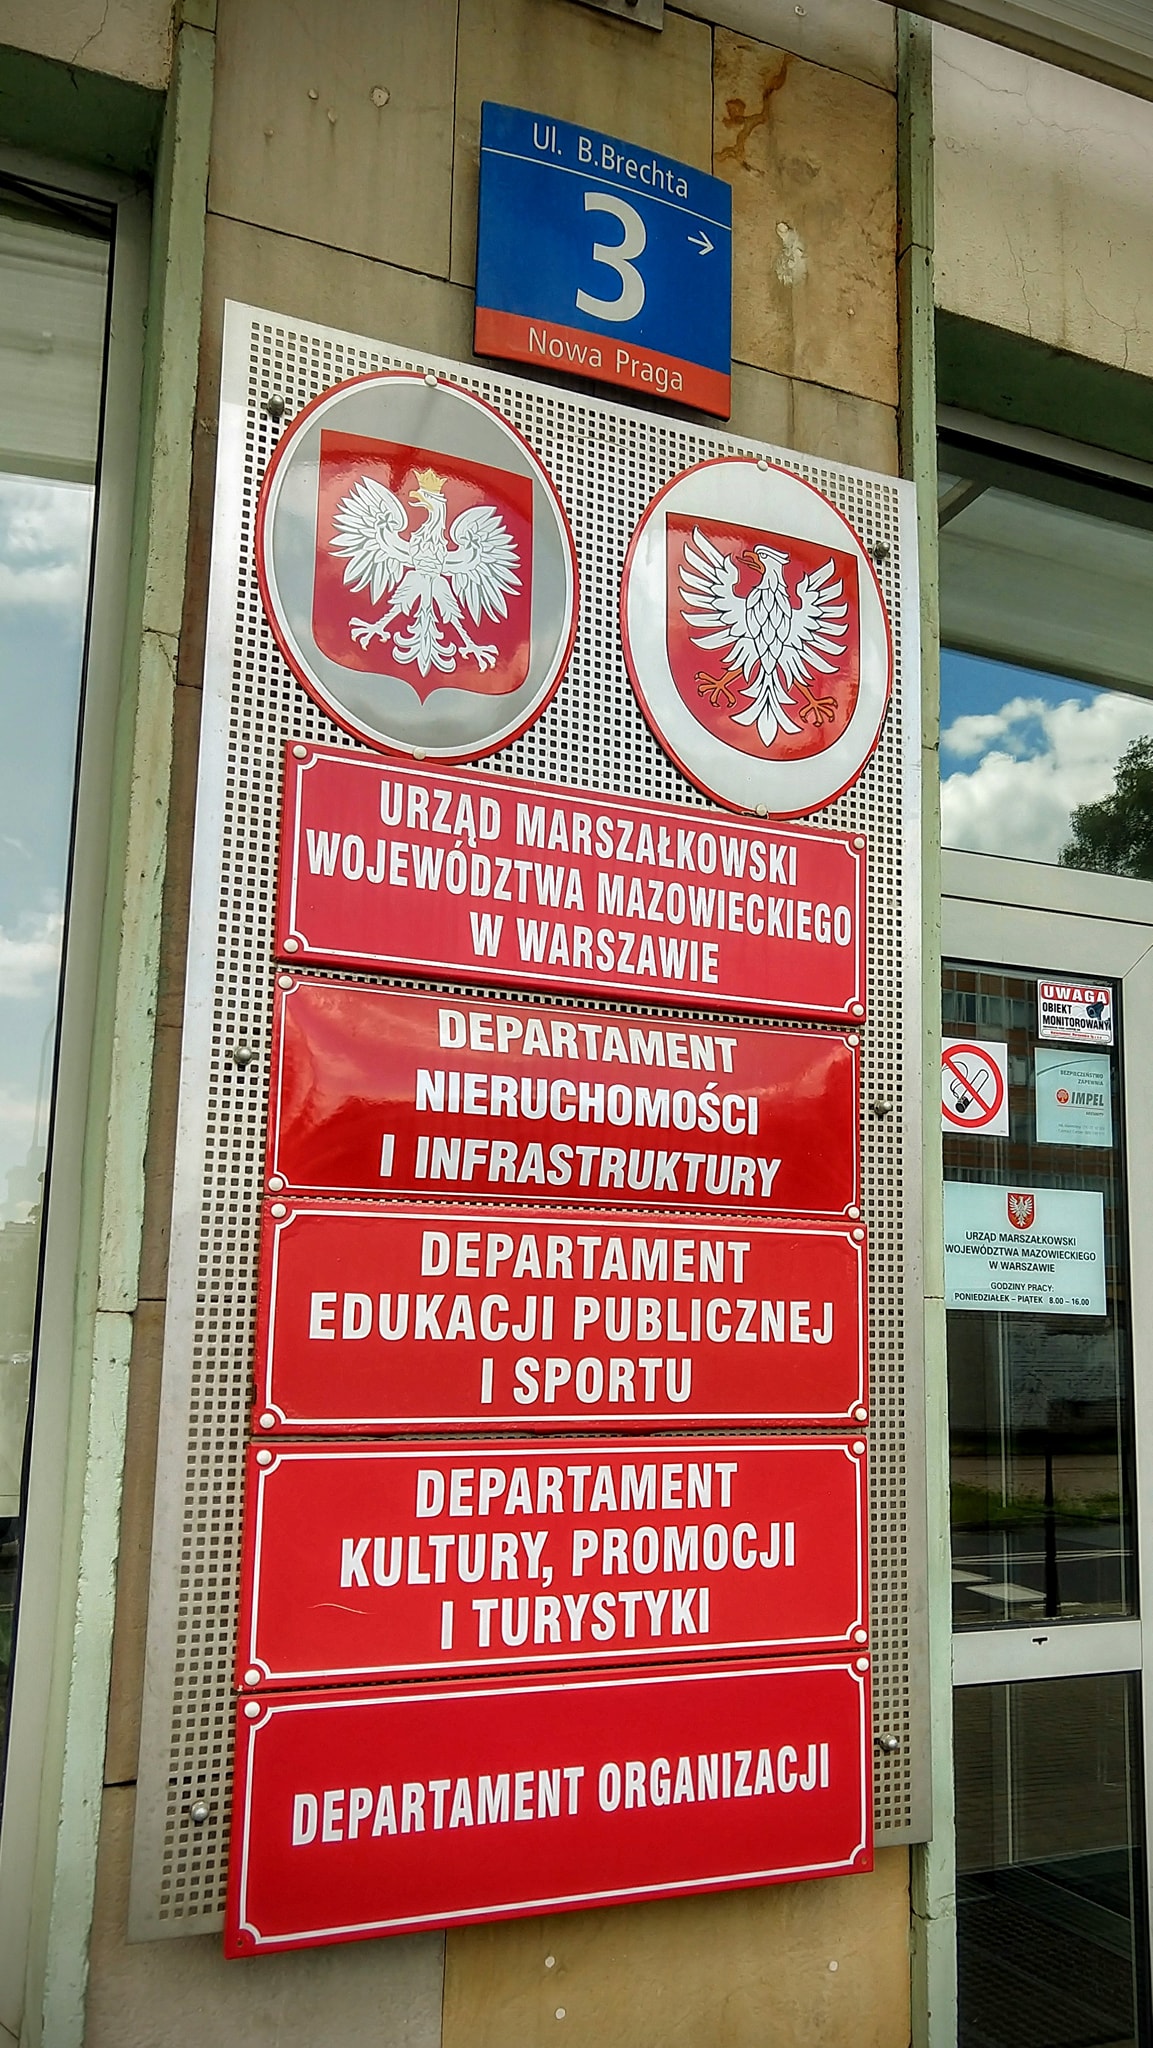 Ul. B.Brechta
3
Nowa Praga
URZĄD MARSZAŁKOWSKI
WOJEWÓDZTWA MAZOWIECKIEGO
W WARSZAWIE
DEPARTAMENT
NIERUCHOMOŚCI
I INFRASTRUKTURY
DEPARTAMENT
EDUKACJI PUBLICZNEJ
I SPORTU
DEPARTAMENT
KULTURY, PROMOCJI
I TURYSTYKI
DEPARTAMENT ORGANIZACJI
UWAGA
OBIEKT
MONITOROWANY
BEZPIECZEŃSTWO
ZAPEWNIA
IMPEL
URZĄD MARSZAŁKOWSKI
WOJEWÓDZTWA MAZOWIECKIEGO
W WARSZAWIE
GODZINY PRACY:
PONIEDZIAŁEK – PIĄTEK 8.00 – 16.00